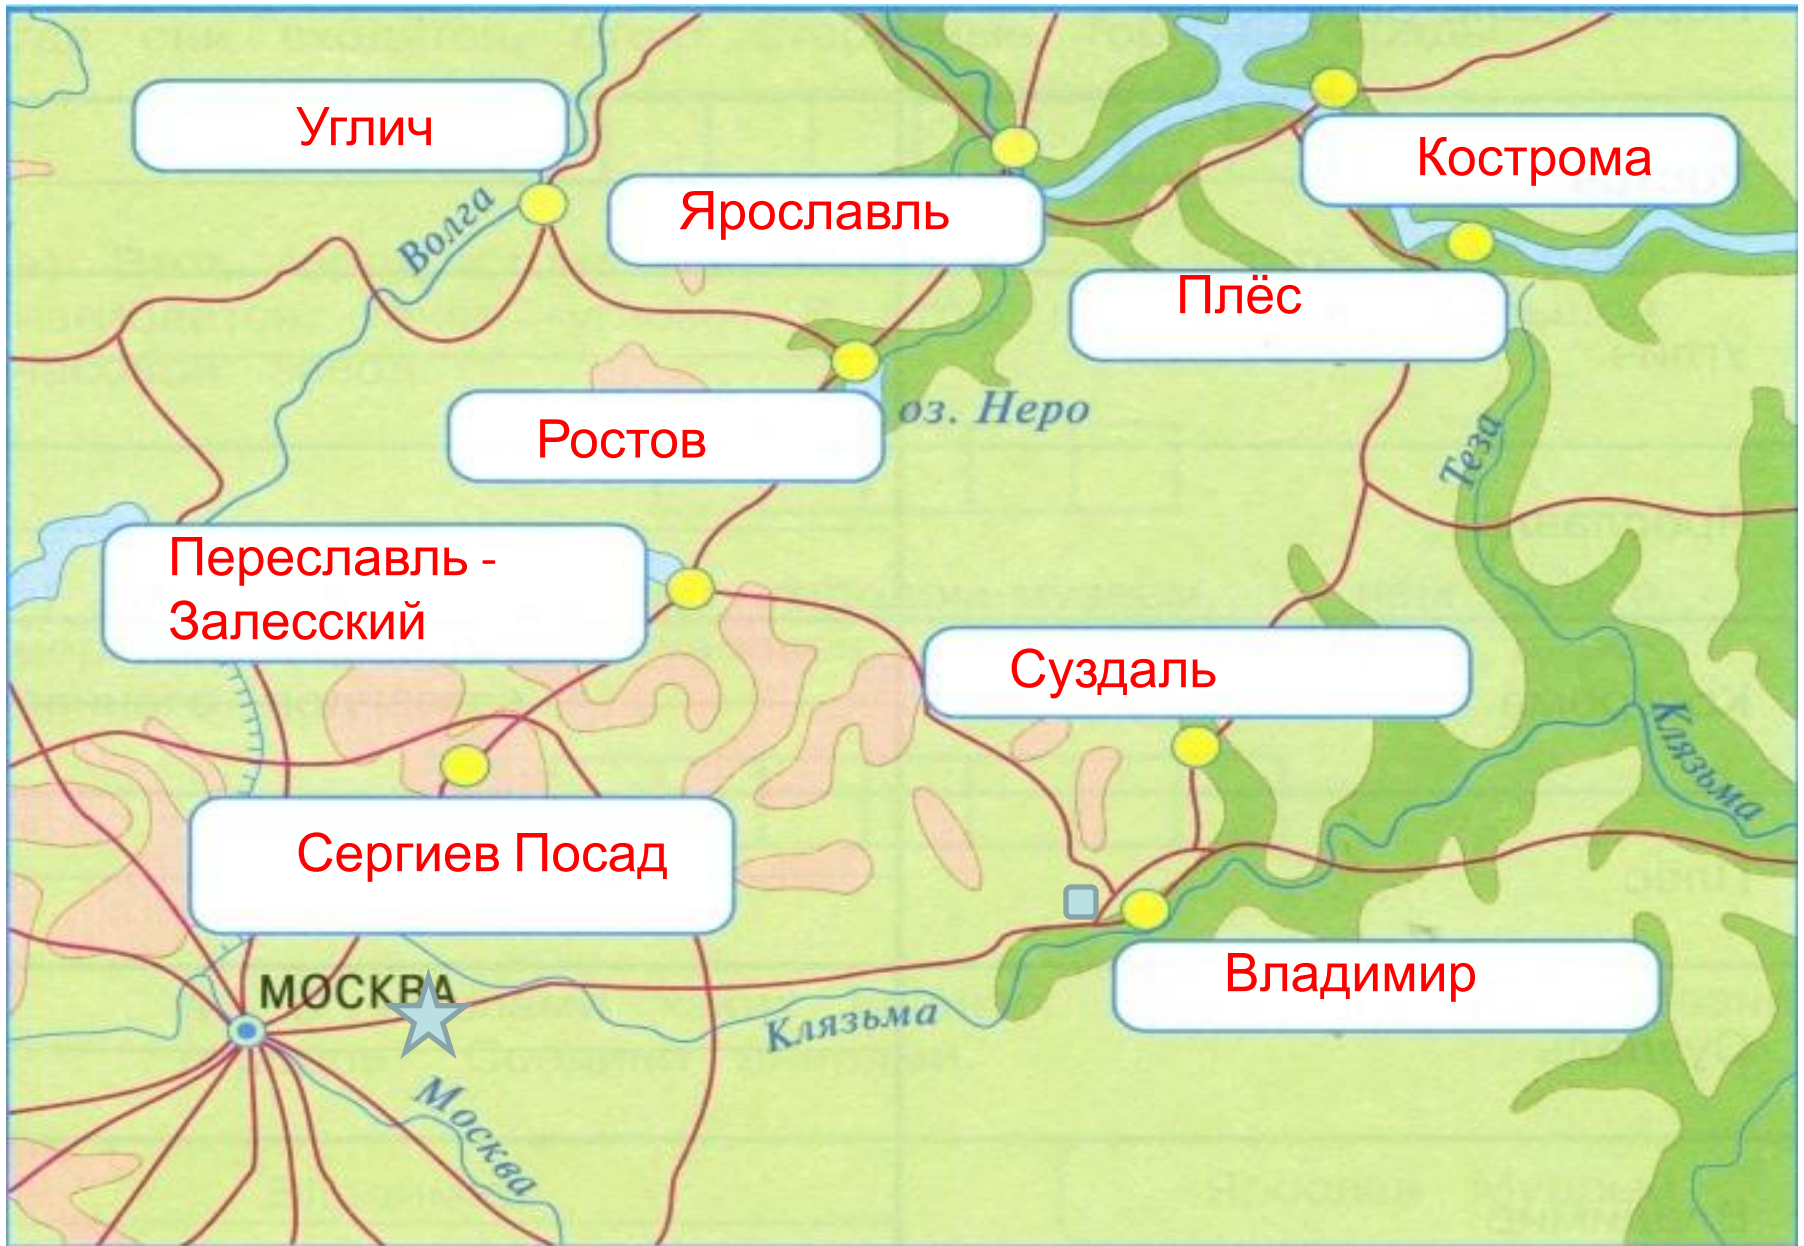 Углич
Кострома
Ярославль
Волга
Плёс
Ростов
оз. Неро
Теза
Переславль -
Залесский
Суздаль
Клязьма
Сергиев Посад
Владимир
МОСКВА
Клязьма
Москва